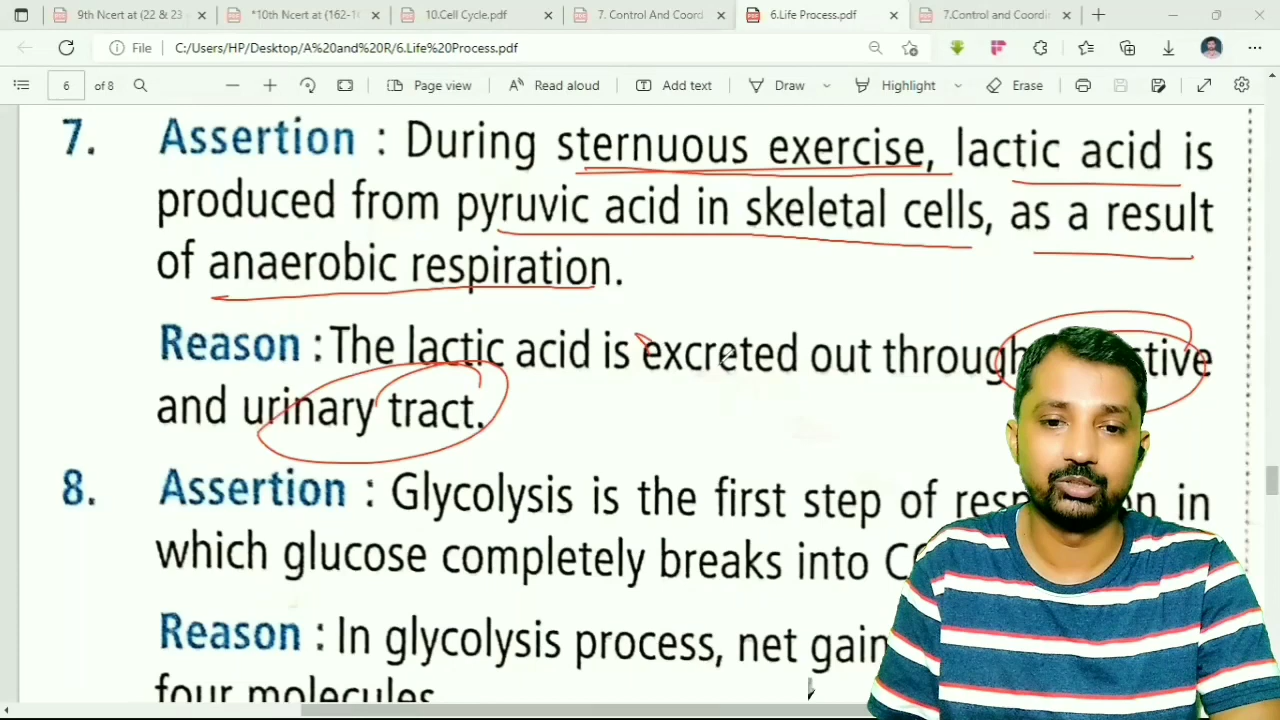 9th Ncert at (22 & 23
*10th Ncert at (162-1
10.Cell Cycle.pdf
7. Control And Coord
6.Life Process.pdf
7.Control and Coordin
File
C:/Users/HP/Desktop/A%20and%20R/6.Life%20Process.pdf
6 of 8
Page view
Read aloud
Add text
Draw
Highlight
Erase
7. Assertion : During sternuous exercise, lactic acid is
produced from pyruvic acid in skeletal cells, as a result
of anaerobic respiration.
Reason : The lactic acid is excreted out through
and urinary tract.
8. Assertion : Glycolysis is the first step of in
which glucose completely breaks into
Reason : In glycolysis process, net gain
four molecules